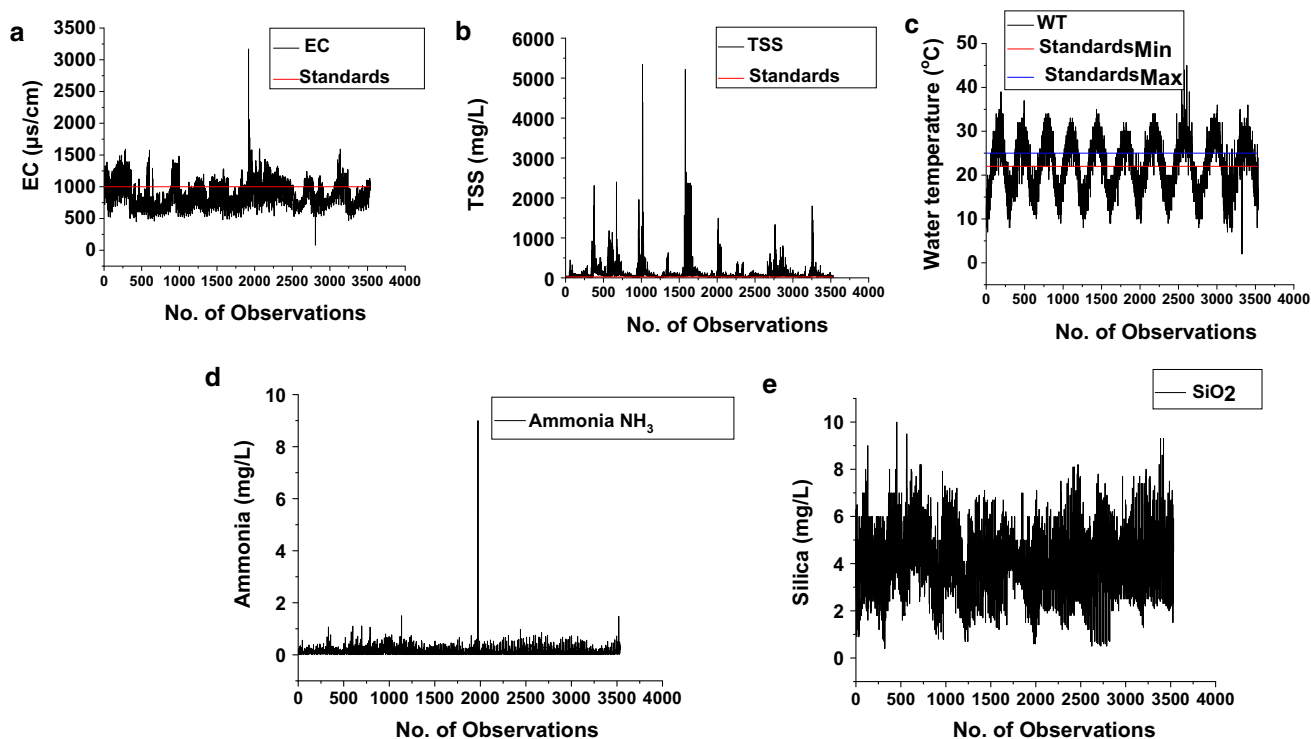 a
3500
3000
2500
2000
1500
1000
500
0
EC (µs/cm)
EC
Standards
0 500 1000 1500 2000 2500 3000 3500 4000
No. of Observations
b
6000
5000
4000
3000
2000
1000
0
TSS (mg/L)
TSS
Standards
0 500 1000 1500 2000 2500 3000 3500 4000
No. of Observations
c
50
40
30
20
10
0
Water temperature (°C)
WT
StandardsMin
StandardsMax
0 500 1000 1500 2000 2500 3000 3500 4000
No. of Observations
d
10
8
6
4
2
0
Ammonia (mg/L)
Ammonia NH₃
0 500 1000 1500 2000 2500 3000 3500 4000
No. of Observations
e
10
8
6
4
2
0
Silica (mg/L)
SiO2
0 500 1000 1500 2000 2500 3000 3500 4000
No. of Observations